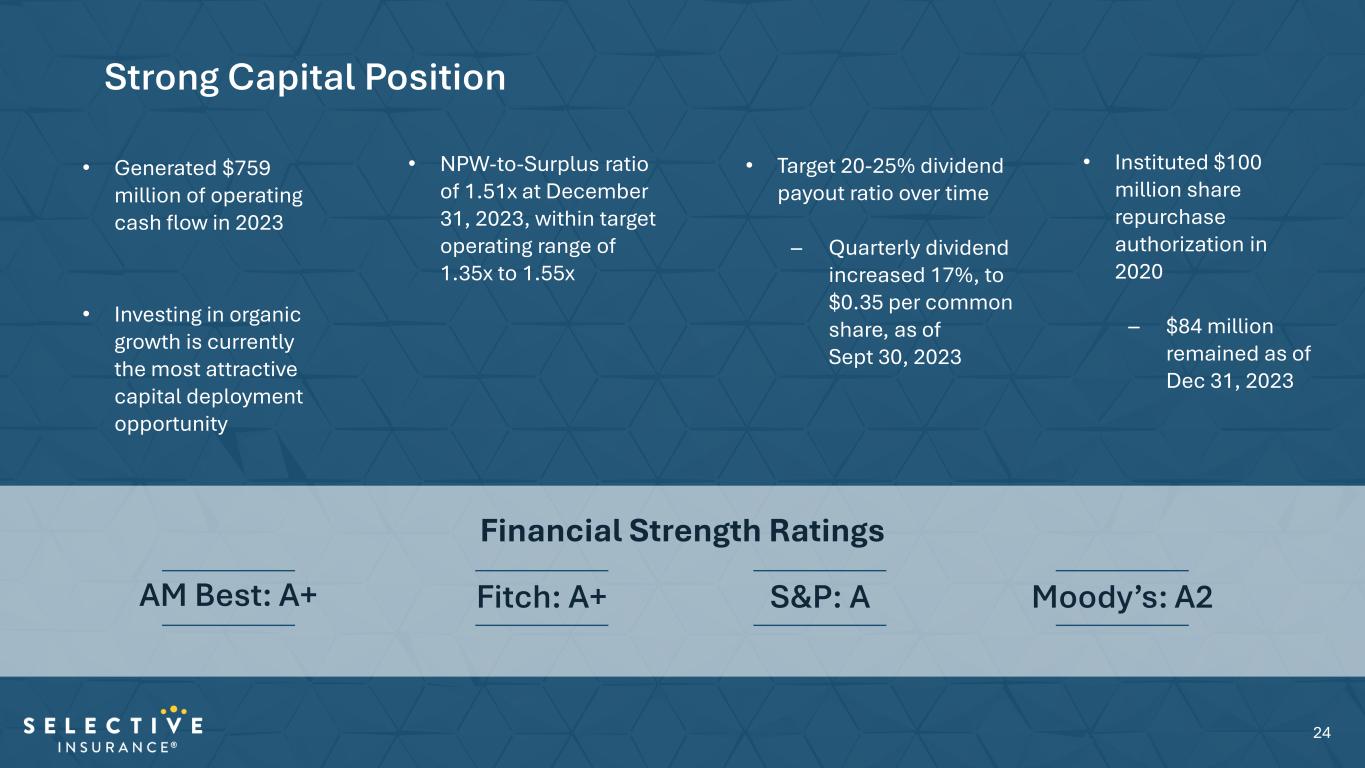 Strong Capital Position
• Generated $759
million of operating
cash flow in 2023
• Investing in organic
growth is currently
the most attractive
capital deployment
opportunity
• NPW-to-Surplus ratio
of 1.51x at December
31, 2023, within target
operating range of
1.35x to 1.55x
• Target 20-25% dividend
payout ratio over time
– Quarterly dividend
increased 17%, to
$0.35 per common
share, as of
Sept 30, 2023
• Instituted $100
million share
repurchase
authorization in
2020
– $84 million
remained as of
Dec 31, 2023
Financial Strength Ratings
AM Best: A+
Fitch: A+
S&P: A
Moody’s: A2
SELECTIVE
INSURANCE®
24